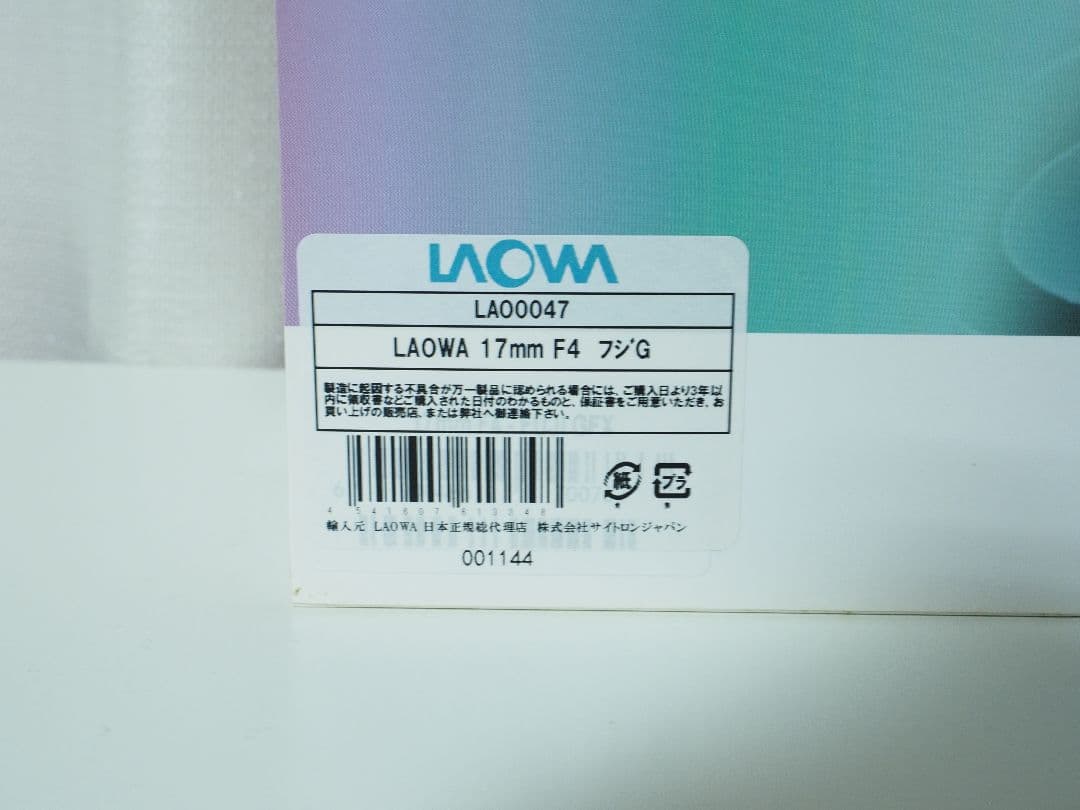 LAOWA
LAO0047
LAOWA 17mm F4 フジG
製造に起因する不具合が万一製品に認められる場合には、ご購入日より3年以
内に領収書などご購入された日付のわかるものと、保証書をご用意いただき、お
買い上げの販売店、または弊社へ御連絡下さい。
紙
プラ
輸入元 LAOWA 日本正規総代理店 株式会社サイトロンジャパン
001144